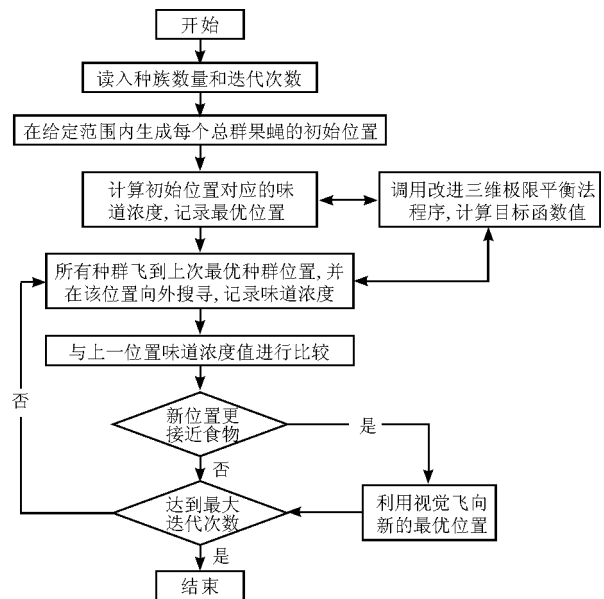 开始
读入种族数量和迭代次数
在给定范围内生成每个总群果蝇的初始位置
计算初始位置对应的味
道浓度,记录最优位置
调用改进三维极限平衡法
程序,计算目标函数值
所有种群飞到上次最优种群位置,并
在该位置向外搜寻,记录味道浓度
与上一位置味道浓度值进行比较
否
新位置更
接近食物
是
否
达到最大
迭代次数
利用视觉飞向
新的最优位置
是
结束